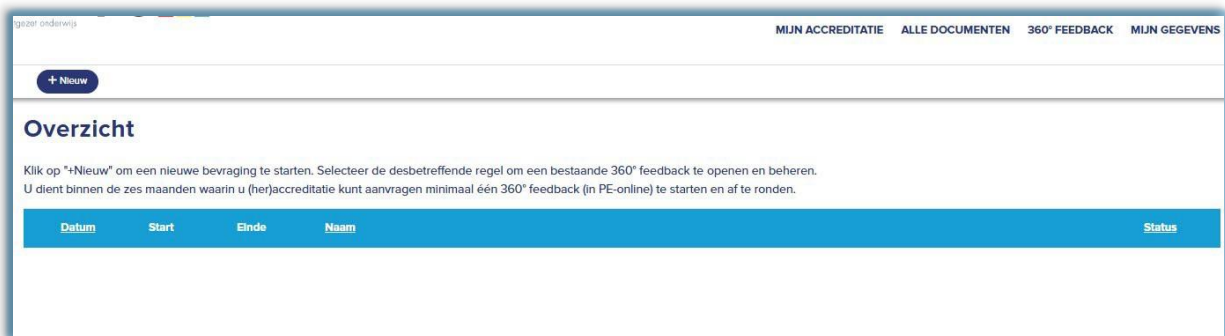 rgezet onderwijs
MIJN ACCREDITATIE ALLE DOCUMENTEN 360° FEEDBACK MIJN GEGEVENS
+ Nieuw
Overzicht
Klik op "+Nieuw" om een nieuwe bevraging te starten. Selecteer de desbetreffende regel om een bestaande 360° feedback te openen en beheren.
U dient binnen de zes maanden waarin u (her)accreditatie kunt aanvragen minimaal één 360° feedback (in PE-online) te starten en af te ronden.
Datum Start Einde Naam Status